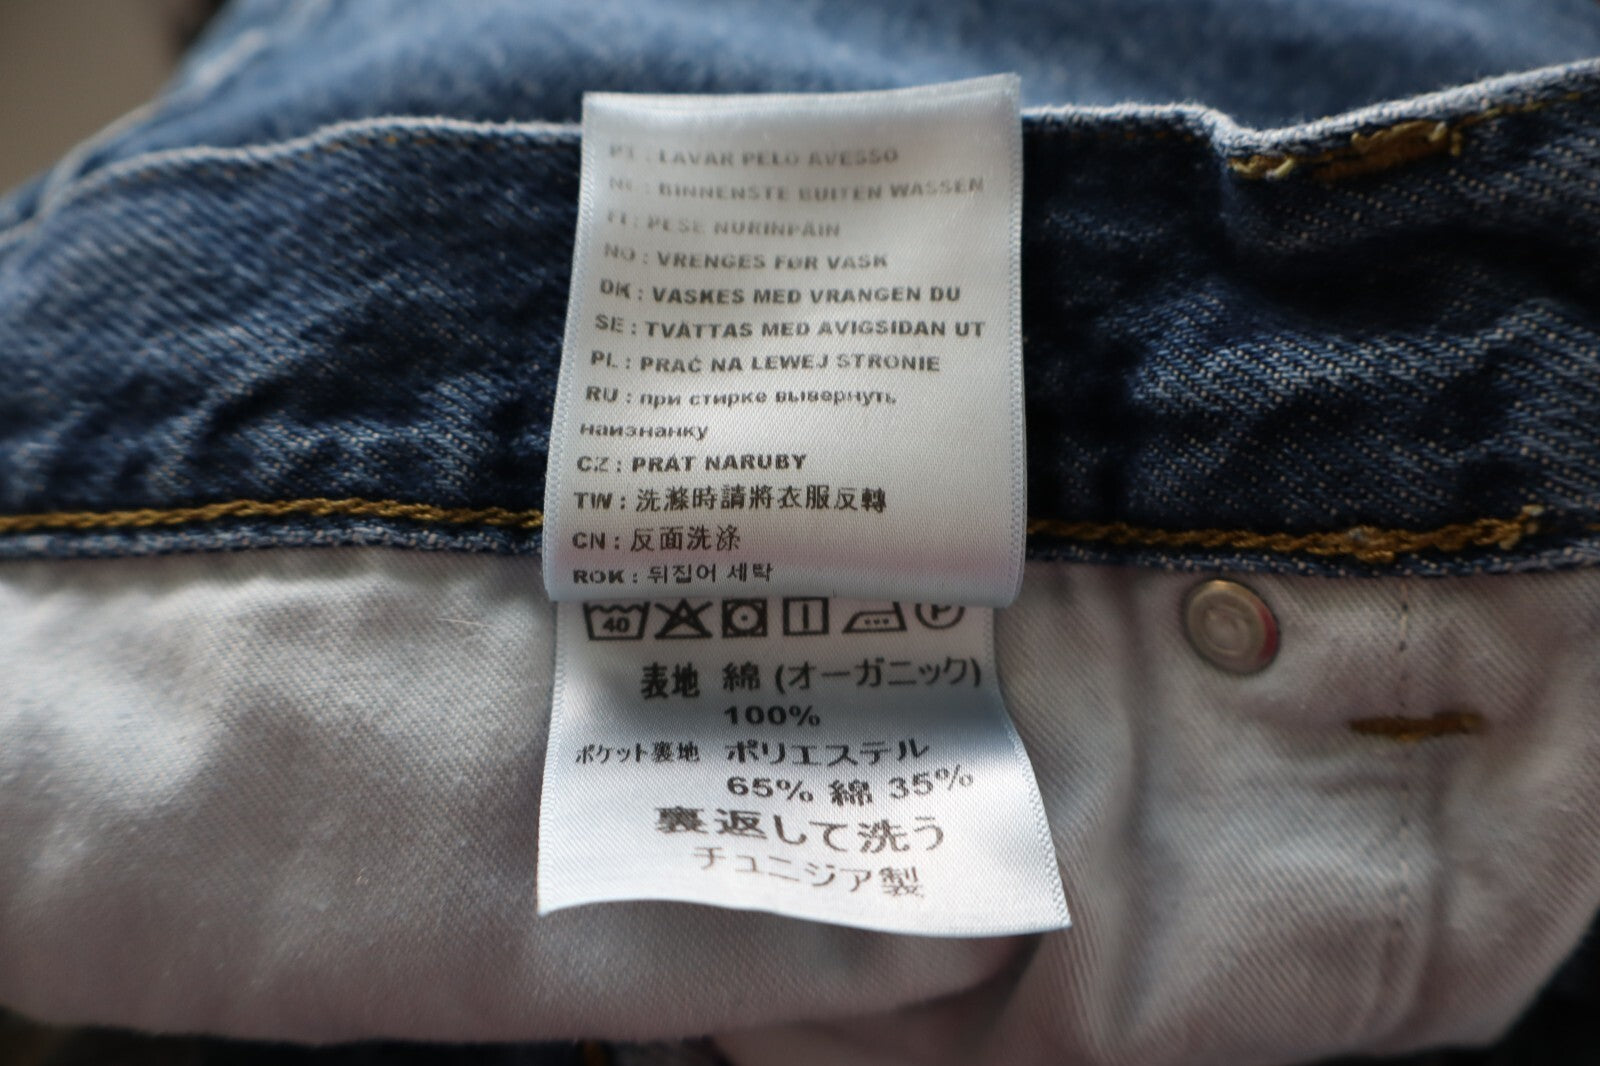 PT : LAVAR PELO AVESSO
NL : BINNENSTE BUITEN WASSEN
FI : PESE NURINPÄIN
NO : VRENGES FØR VASK
DK : VASKES MED VRANGEN DU
SE : TVÄTTAS MED AVIGSIDAN UT
PL : PRAĆ NA LEWEJ STRONIE
RU : при стирке вывернуть
наизнанку
CZ : PRÁT NARUBY
TW : 洗滌時請將衣服反轉
CN : 反面洗涤
ROK : 뒤집어 세탁
40 P
表地 綿 (オーガニック)
100%
ポケット裏地 ポリエステル
65% 綿 35%
裏返して洗う
チュニジア製